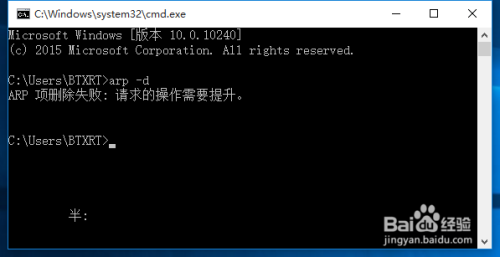 C:\Windows\system32\cmd.exe
Microsoft Windows [版本 10.0.10240]
(c) 2015 Microsoft Corporation. All rights reserved.
C:\Users\BTXRT>arp -d
ARP 项删除失败: 请求的操作需要提升。
C:\Users\BTXRT>
半:
Baidu经验
jingyan.baidu.com